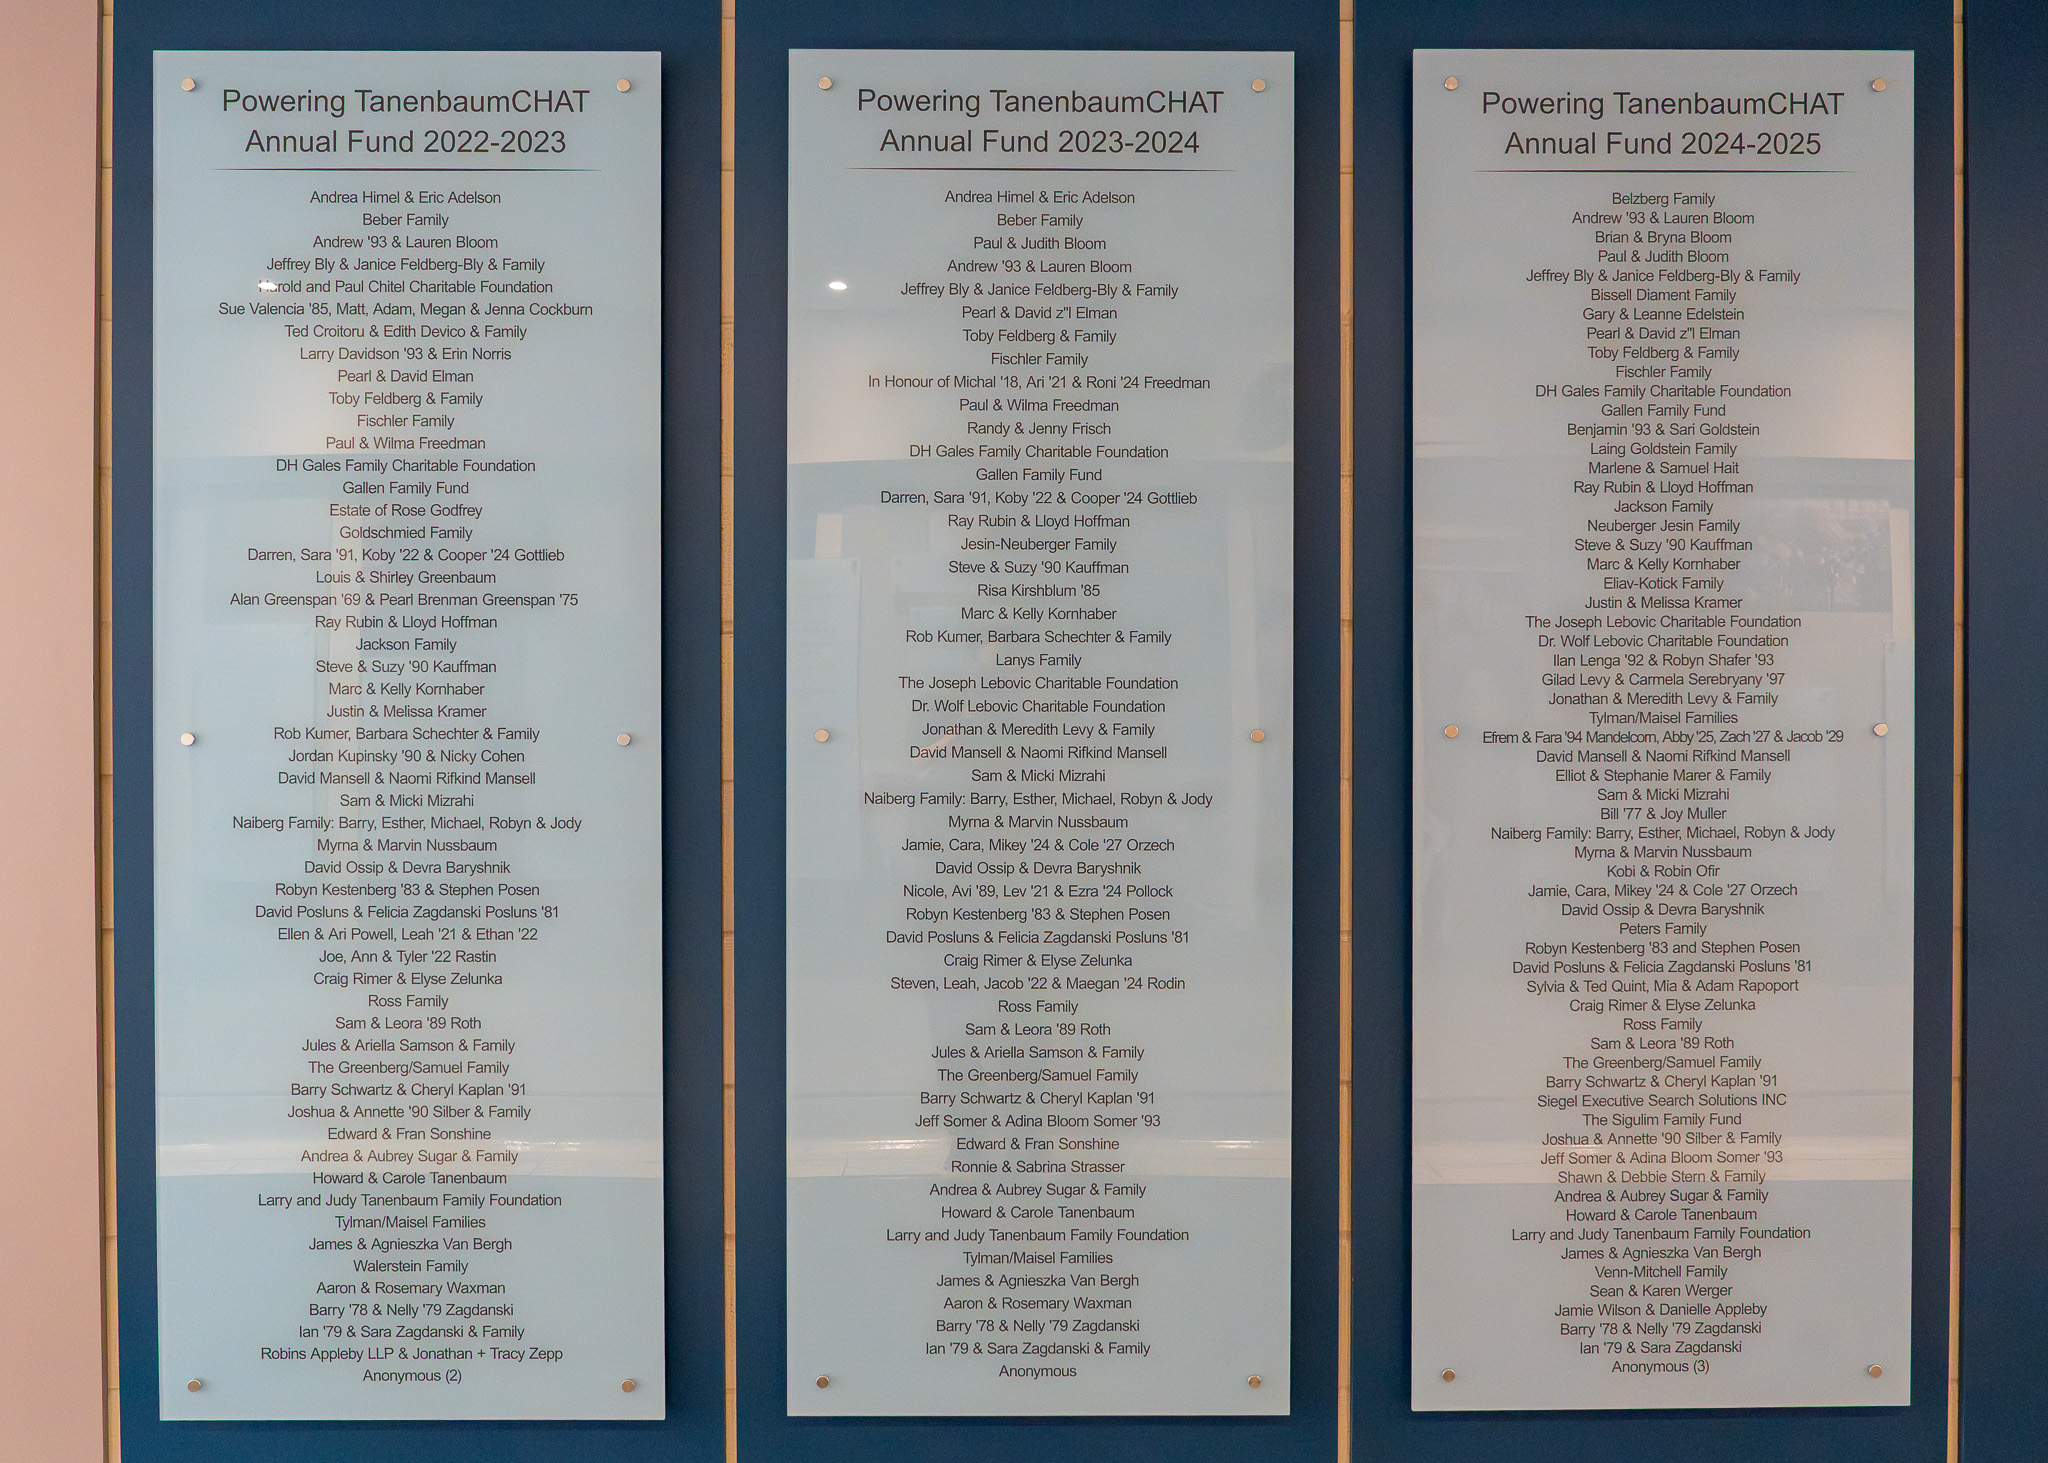 Powering TanenbaumCHAT
Annual Fund 2022-2023
Andrea Himel & Eric Adelson
Beber Family
Andrew '93 & Lauren Bloom
Jeffrey Bly & Janice Feldberg-Bly & Family
Harold and Paul Chitel Charitable Foundation
Sue Valencia '85, Matt, Adam, Megan & Jenna Cockburn
Ted Croitoru & Edith Devico & Family
Larry Davidson '93 & Erin Norris
Pearl & David Elman
Toby Feldberg & Family
Fischler Family
Paul & Wilma Freedman
DH Gales Family Charitable Foundation
Gallen Family Fund
Estate of Rose Godfrey
Goldschmied Family
Darren, Sara '91, Koby '22 & Cooper '24 Gottlieb
Louis & Shirley Greenbaum
Alan Greenspan '69 & Pearl Brenman Greenspan '75
Ray Rubin & Lloyd Hoffman
Jackson Family
Steve & Suzy '90 Kauffman
Marc & Kelly Kornhaber
Justin & Melissa Kramer
Rob Kumer, Barbara Schechter & Family
Jordan Kupinsky '90 & Nicky Cohen
David Mansell & Naomi Rifkind Mansell
Sam & Micki Mizrahi
Naiberg Family: Barry, Esther, Michael, Robyn & Jody
Myrna & Marvin Nussbaum
David Ossip & Devra Baryshnik
Robyn Kestenberg '83 & Stephen Posen
David Posluns & Felicia Zagdanski Posluns '81
Ellen & Ari Powell, Leah '21 & Ethan '22
Joe, Ann & Tyler '22 Rastin
Craig Rimer & Elyse Zelunka
Ross Family
Sam & Leora '89 Roth
Jules & Ariella Samson & Family
The Greenberg/Samuel Family
Barry Schwartz & Cheryl Kaplan '91
Joshua & Annette '90 Silber & Family
Edward & Fran Sonshine
Andrea & Aubrey Sugar & Family
Howard & Carole Tanenbaum
Larry and Judy Tanenbaum Family Foundation
Tylman/Maisel Families
James & Agnieszka Van Bergh
Walerstein Family
Aaron & Rosemary Waxman
Barry '78 & Nelly '79 Zagdanski
Ian '79 & Sara Zagdanski & Family
Robins Appleby LLP & Jonathan + Tracy Zepp
Anonymous (2)
Powering TanenbaumCHAT
Annual Fund 2023-2024
Andrea Himel & Eric Adelson
Beber Family
Paul & Judith Bloom
Andrew '93 & Lauren Bloom
Jeffrey Bly & Janice Feldberg-Bly & Family
Pearl & David z"l Elman
Toby Feldberg & Family
Fischler Family
In Honour of Michal '18, Ari '21 & Roni '24 Freedman
Paul & Wilma Freedman
Randy & Jenny Frisch
DH Gales Family Charitable Foundation
Gallen Family Fund
Darren, Sara '91, Koby '22 & Cooper '24 Gottlieb
Ray Rubin & Lloyd Hoffman
Jesin-Neuberger Family
Steve & Suzy '90 Kauffman
Risa Kirshblum '85
Marc & Kelly Kornhaber
Rob Kumer, Barbara Schechter & Family
Lanys Family
The Joseph Lebovic Charitable Foundation
Dr. Wolf Lebovic Charitable Foundation
Jonathan & Meredith Levy & Family
David Mansell & Naomi Rifkind Mansell
Sam & Micki Mizrahi
Naiberg Family: Barry, Esther, Michael, Robyn & Jody
Myrna & Marvin Nussbaum
Jamie, Cara, Mikey '24 & Cole '27 Orzech
David Ossip & Devra Baryshnik
Nicole, Avi '89, Lev '21 & Ezra '24 Pollock
Robyn Kestenberg '83 & Stephen Posen
David Posluns & Felicia Zagdanski Posluns '81
Craig Rimer & Elyse Zelunka
Steven, Leah, Jacob '22 & Maegan '24 Rodin
Ross Family
Sam & Leora '89 Roth
Jules & Ariella Samson & Family
The Greenberg/Samuel Family
Barry Schwartz & Cheryl Kaplan '91
Jeff Somer & Adina Bloom Somer '93
Edward & Fran Sonshine
Ronnie & Sabrina Strasser
Andrea & Aubrey Sugar & Family
Howard & Carole Tanenbaum
Larry and Judy Tanenbaum Family Foundation
Tylman/Maisel Families
James & Agnieszka Van Bergh
Aaron & Rosemary Waxman
Barry '78 & Nelly '79 Zagdanski
Ian '79 & Sara Zagdanski & Family
Anonymous
Powering TanenbaumCHAT
Annual Fund 2024-2025
Belzberg Family
Andrew '93 & Lauren Bloom
Brian & Bryna Bloom
Paul & Judith Bloom
Jeffrey Bly & Janice Feldberg-Bly & Family
Bissell Diament Family
Gary & Leanne Edelstein
Pearl & David z"l Elman
Toby Feldberg & Family
Fischler Family
DH Gales Family Charitable Foundation
Gallen Family Fund
Benjamin '93 & Sari Goldstein
Laing Goldstein Family
Marlene & Samuel Hait
Ray Rubin & Lloyd Hoffman
Jackson Family
Neuberger Jesin Family
Steve & Suzy '90 Kauffman
Marc & Kelly Kornhaber
Eliav-Kotick Family
Justin & Melissa Kramer
The Joseph Lebovic Charitable Foundation
Dr. Wolf Lebovic Charitable Foundation
Ilan Lenga '92 & Robyn Shafer '93
Gilad Levy & Carmela Serebryany '97
Jonathan & Meredith Levy & Family
Tylman/Maisel Families
Efrem & Fara '94 Mandelcorn, Abby '25, Zach '27 & Jacob '29
David Mansell & Naomi Rifkind Mansell
Elliot & Stephanie Marer & Family
Sam & Micki Mizrahi
Bill '77 & Joy Muller
Naiberg Family: Barry, Esther, Michael, Robyn & Jody
Myrna & Marvin Nussbaum
Kobi & Robin Ofir
Jamie, Cara, Mikey '24 & Cole '27 Orzech
David Ossip & Devra Baryshnik
Peters Family
Robyn Kestenberg '83 and Stephen Posen
David Posluns & Felicia Zagdanski Posluns '81
Sylvia & Ted Quint, Mia & Adam Rapoport
Craig Rimer & Elyse Zelunka
Ross Family
Sam & Leora '89 Roth
The Greenberg/Samuel Family
Barry Schwartz & Cheryl Kaplan '91
Siegel Executive Search Solutions INC
The Sigulim Family Fund
Joshua & Annette '90 Silber & Family
Jeff Somer & Adina Bloom Somer '93
Shawn & Debbie Stern & Family
Andrea & Aubrey Sugar & Family
Howard & Carole Tanenbaum
Larry and Judy Tanenbaum Family Foundation
James & Agnieszka Van Bergh
Venn-Mitchell Family
Sean & Karen Werger
Jamie Wilson & Danielle Appleby
Barry '78 & Nelly '79 Zagdanski
Ian '79 & Sara Zagdanski
Anonymous (3)